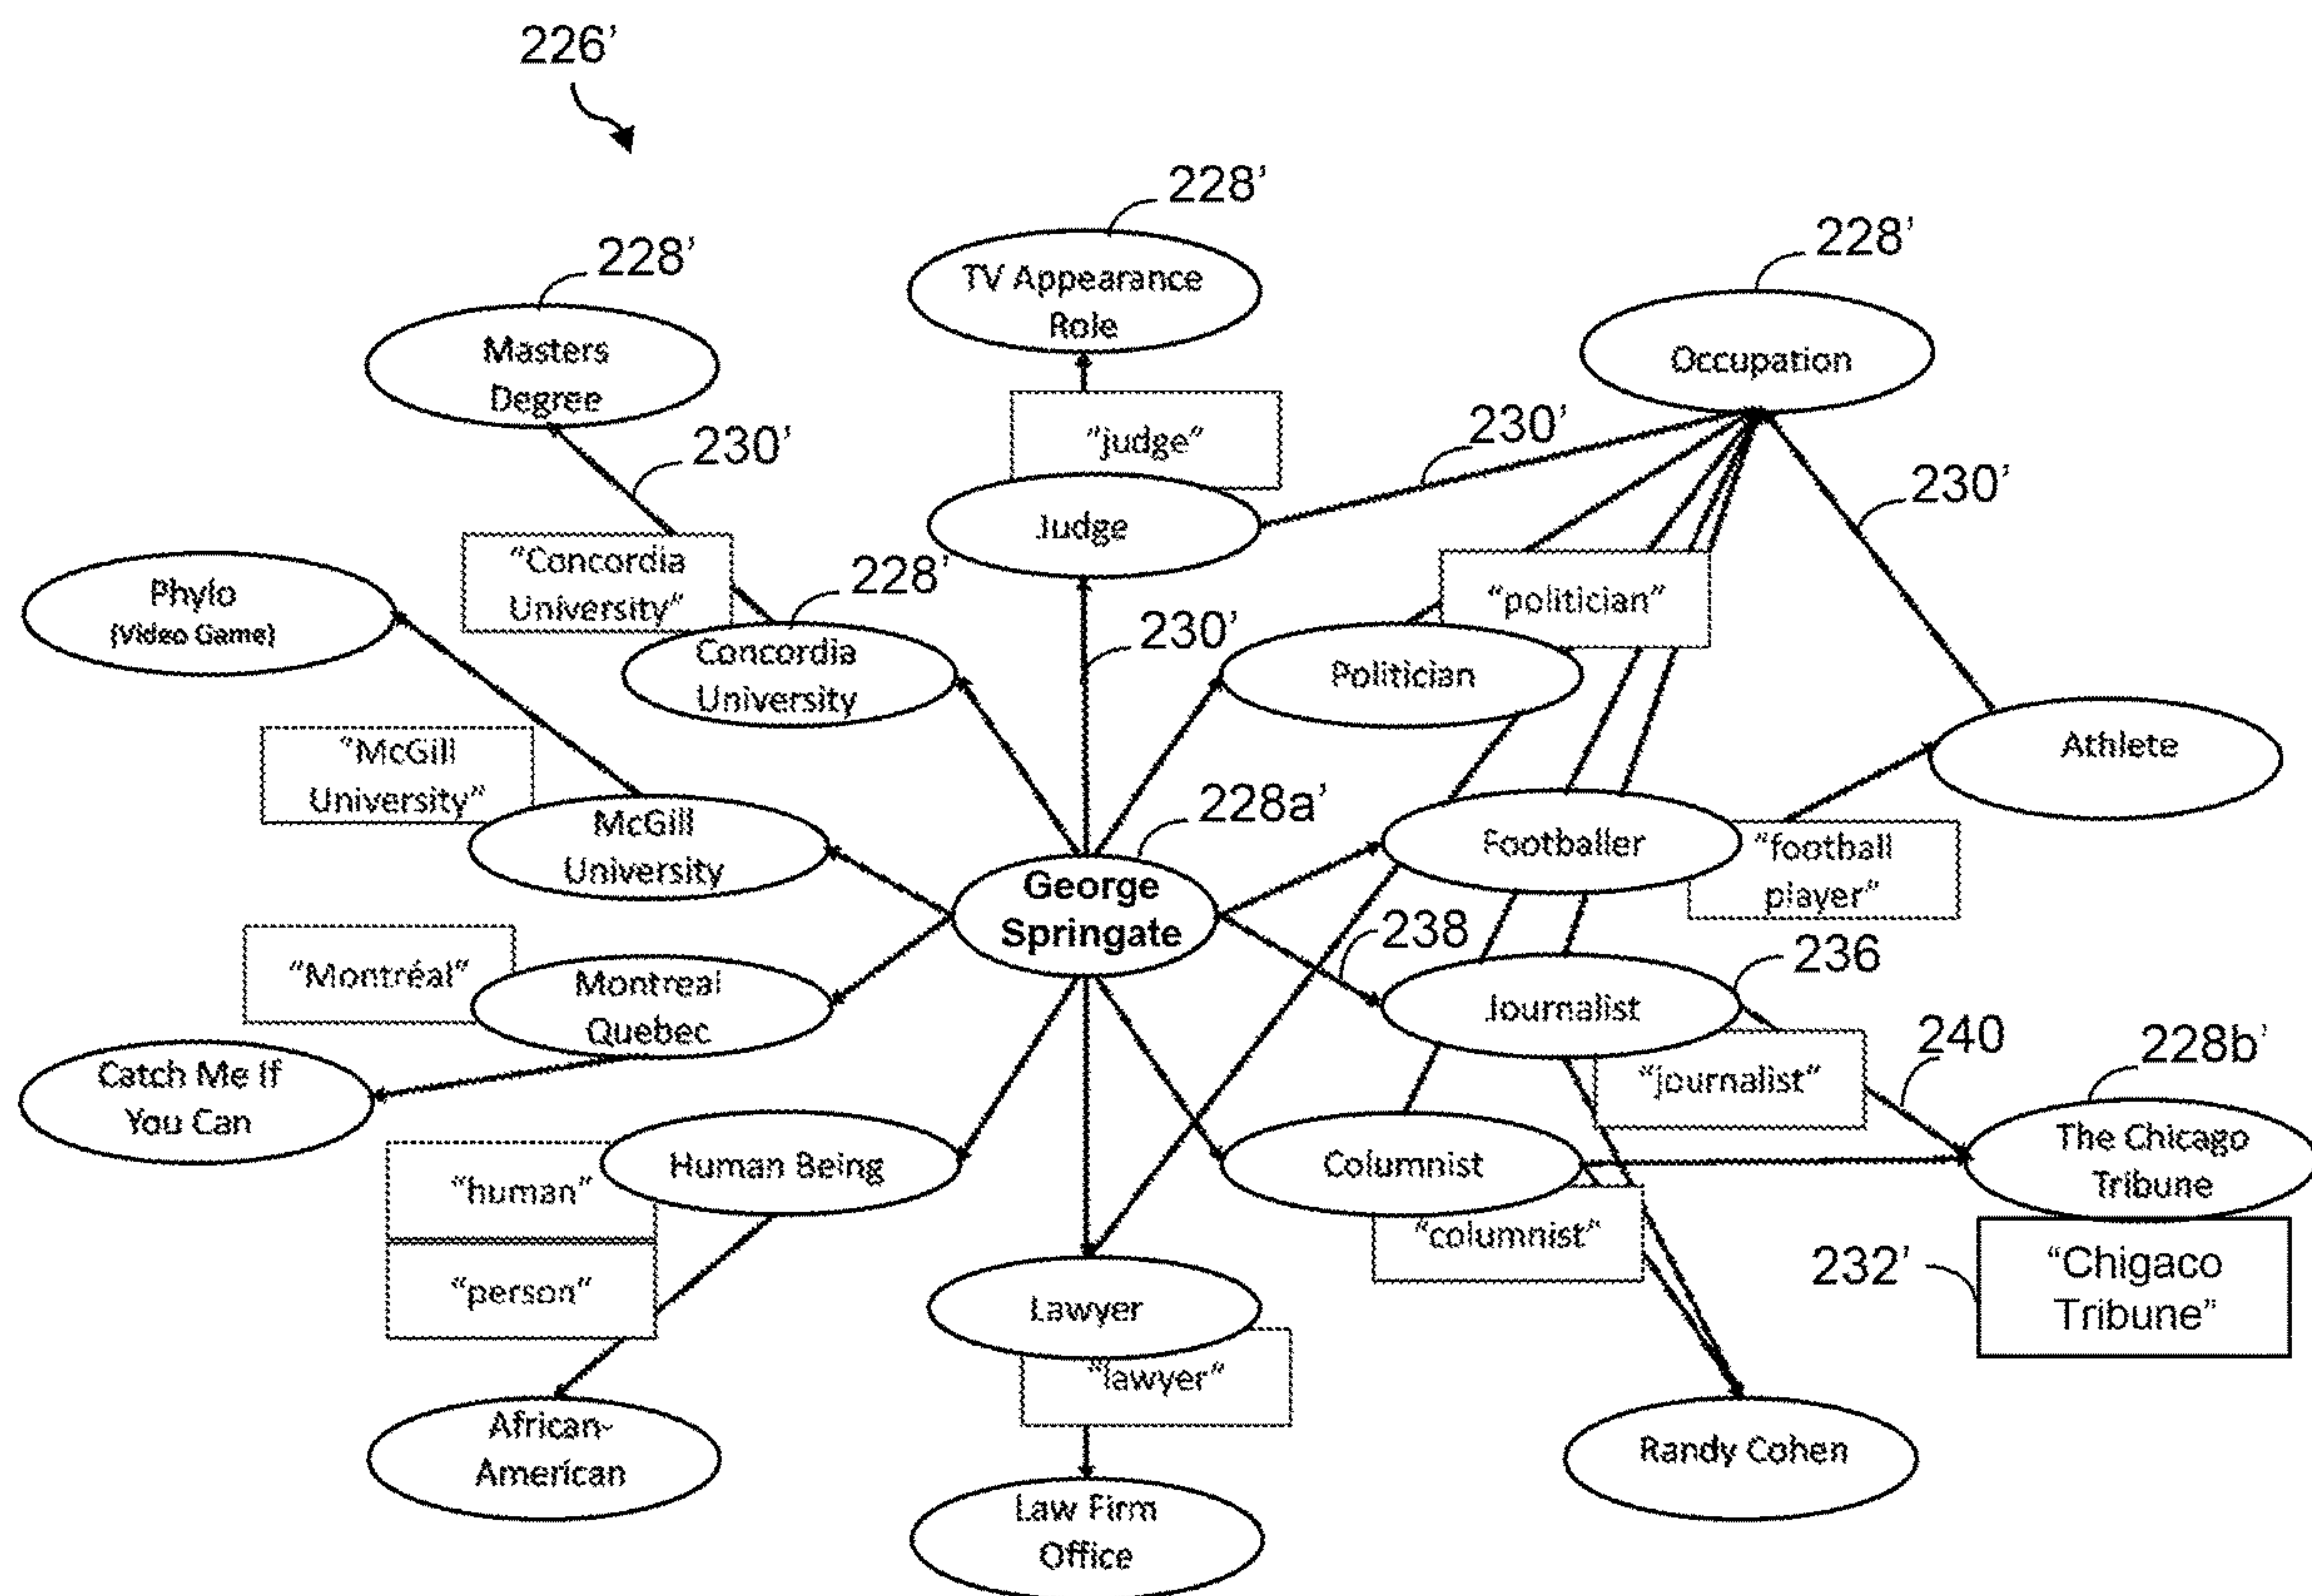 226’
228’
TV Appearance
Role
228’
Masters
Degree
228’
Occupation
230’
“judge”
230’
230’
Judge
“Concordia
University”
228’
Phylo
(Video Game)
Concordia
University
230’
“politician”
Politician
“McGill
University”
McGill
University
228a’
Athlete
Footballer
“football
player”
George
Springate
238
236
“Montréal”
Montreal
Quebec
Journalist
240
228b’
Catch Me If
You Can
“journalist”
The Chicago
Tribune
Human Being
“human”
“person”
Columnist
“columnist”
232’
“Chigaco
Tribune”
Lawyer
“lawyer”
African-
American
Randy Cohen
Law Firm
Office